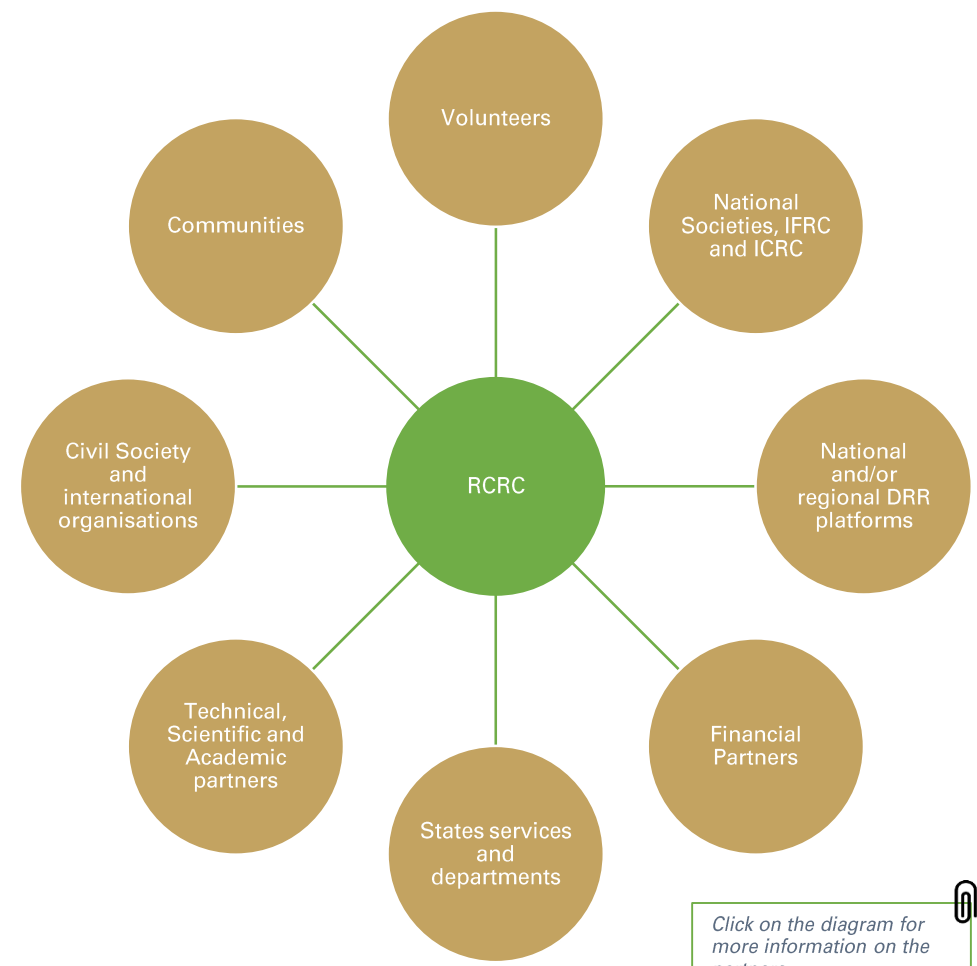 Volunteers
National
Societies, IFRC
and ICRC
Communities
National
and/or
regional DRR
platforms
Civil Society
and
international
organisations
RCRC
Financial
Partners
Technical,
Scientific and
Academic
partners
States services
and
departments
Click on the diagram for
more information on the